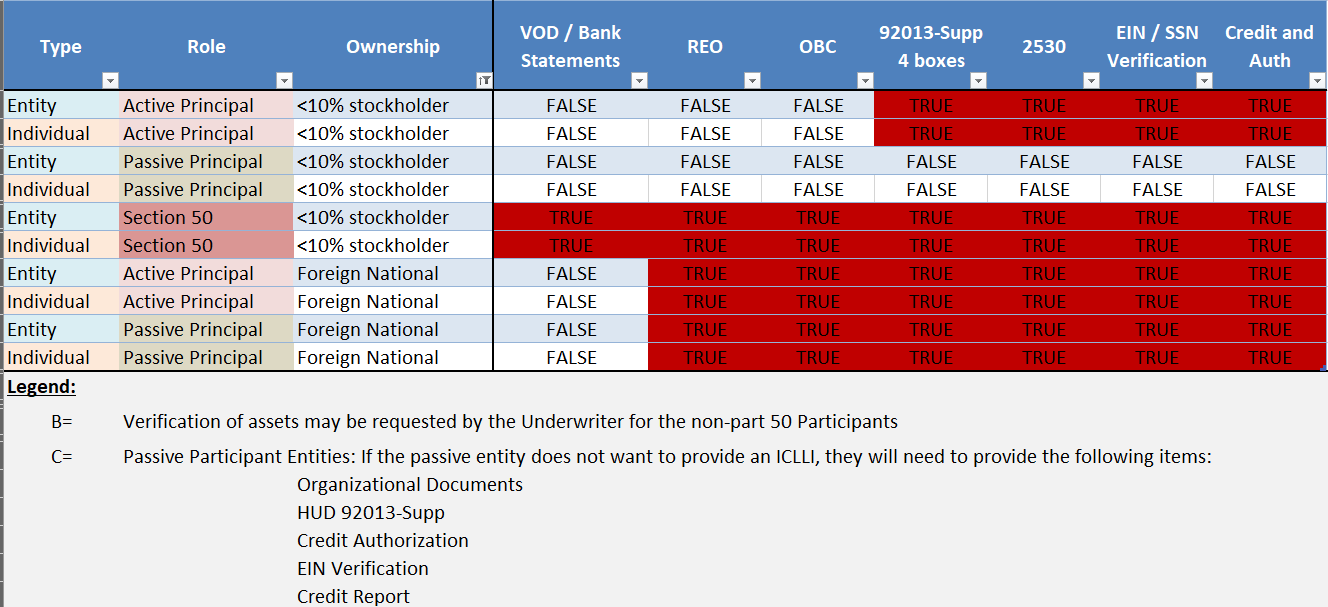 Type Role Ownership VOD / Bank Statements REO OBC 92013-Supp 4 boxes 2530 EIN / SSN Verification Credit and Auth
Entity Active Principal <10% stockholder FALSE FALSE FALSE TRUE TRUE TRUE TRUE
Individual Active Principal <10% stockholder FALSE FALSE FALSE TRUE TRUE TRUE TRUE
Entity Passive Principal <10% stockholder FALSE FALSE FALSE FALSE FALSE FALSE FALSE
Individual Passive Principal <10% stockholder FALSE FALSE FALSE FALSE FALSE FALSE FALSE
Entity Section 50 <10% stockholder TRUE TRUE TRUE TRUE TRUE TRUE TRUE
Individual Section 50 <10% stockholder TRUE TRUE TRUE TRUE TRUE TRUE TRUE
Entity Active Principal Foreign National FALSE TRUE TRUE TRUE TRUE TRUE TRUE
Individual Active Principal Foreign National FALSE TRUE TRUE TRUE TRUE TRUE TRUE
Entity Passive Principal Foreign National FALSE TRUE TRUE TRUE TRUE TRUE TRUE
Individual Passive Principal Foreign National FALSE TRUE TRUE TRUE TRUE TRUE TRUE
Legend:
B= Verification of assets may be requested by the Underwriter for the non-part 50 Participants
C= Passive Participant Entities: If the passive entity does not want to provide an ICLLI, they will need to provide the following items:
Organizational Documents
HUD 92013-Supp
Credit Authorization
EIN Verification
Credit Report